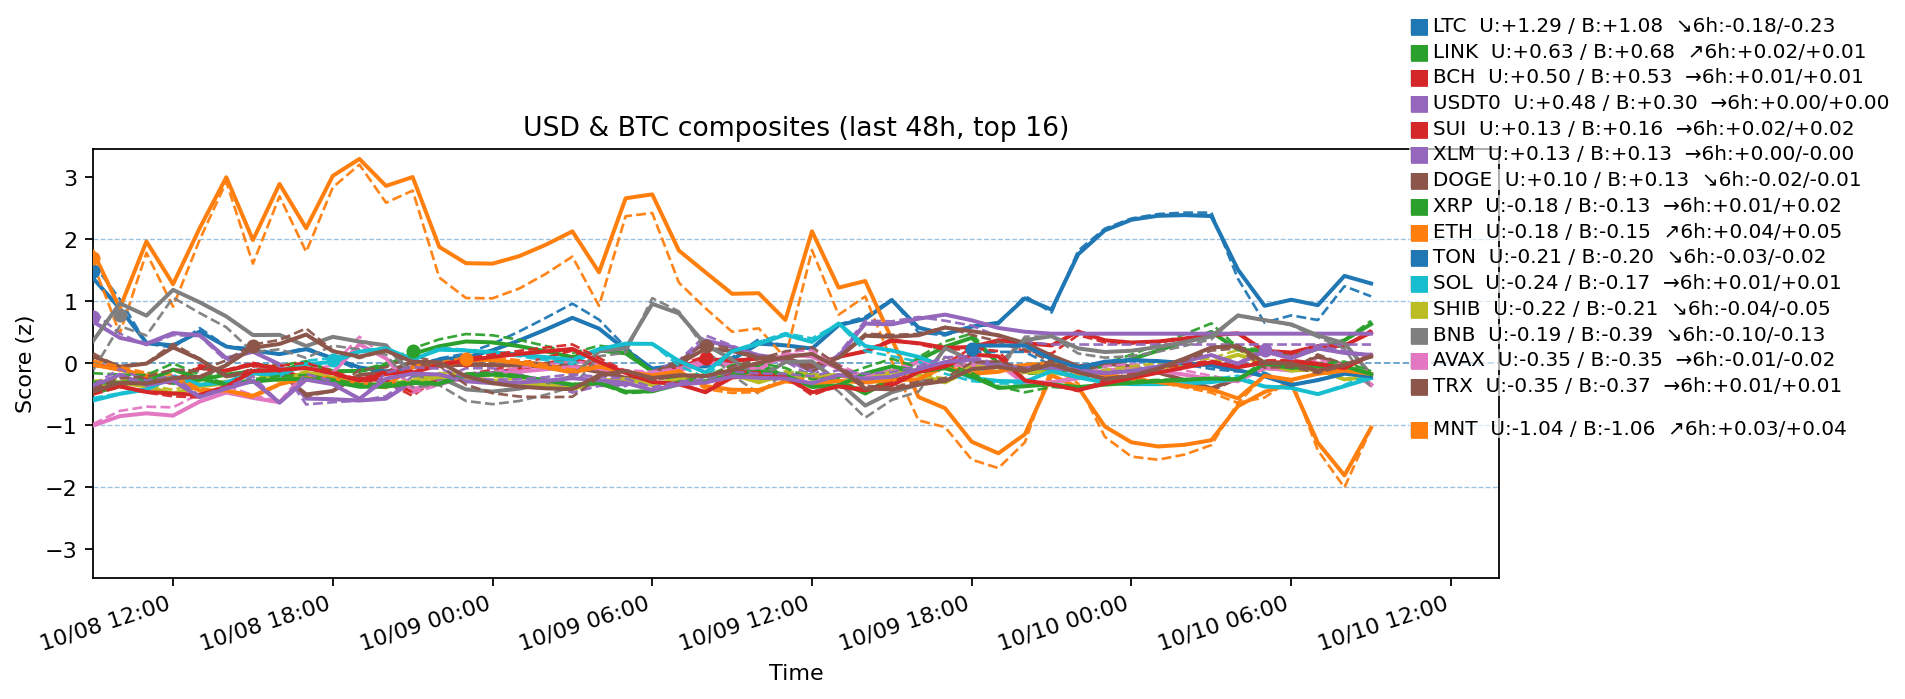 LTC  U:+1.29 / B:+1.08  ↘6h:-0.18/-0.23
LINK  U:+0.63 / B:+0.68  ↗6h:+0.02/+0.01
BCH  U:+0.50 / B:+0.53  →6h:+0.01/+0.01
USDT0  U:+0.48 / B:+0.30  →6h:+0.00/+0.00
SUI  U:+0.13 / B:+0.16  →6h:+0.02/+0.02
XLM  U:+0.13 / B:+0.13  →6h:+0.00/-0.00
DOGE  U:+0.10 / B:+0.13  ↘6h:-0.02/-0.01
XRP  U:-0.18 / B:-0.13  →6h:+0.01/+0.02
ETH  U:-0.18 / B:-0.15  ↗6h:+0.04/+0.05
TON  U:-0.21 / B:-0.20  ↘6h:-0.03/-0.02
SOL  U:-0.24 / B:-0.17  →6h:+0.01/+0.01
SHIB  U:-0.22 / B:-0.21  ↘6h:-0.04/-0.05
BNB  U:-0.19 / B:-0.39  ↘6h:-0.10/-0.13
AVAX  U:-0.35 / B:-0.35  →6h:-0.01/-0.02
TRX  U:-0.35 / B:-0.37  →6h:+0.01/+0.01
MNT  U:-1.04 / B:-1.06  ↗6h:+0.03/+0.04
USD & BTC composites (last 48h, top 16)
Score (z)
3
2
1
0
−1
−2
−3
10/08 12:00
10/08 18:00
10/09 00:00
10/09 06:00
10/09 12:00
10/09 18:00
10/10 00:00
10/10 06:00
10/10 12:00
Time